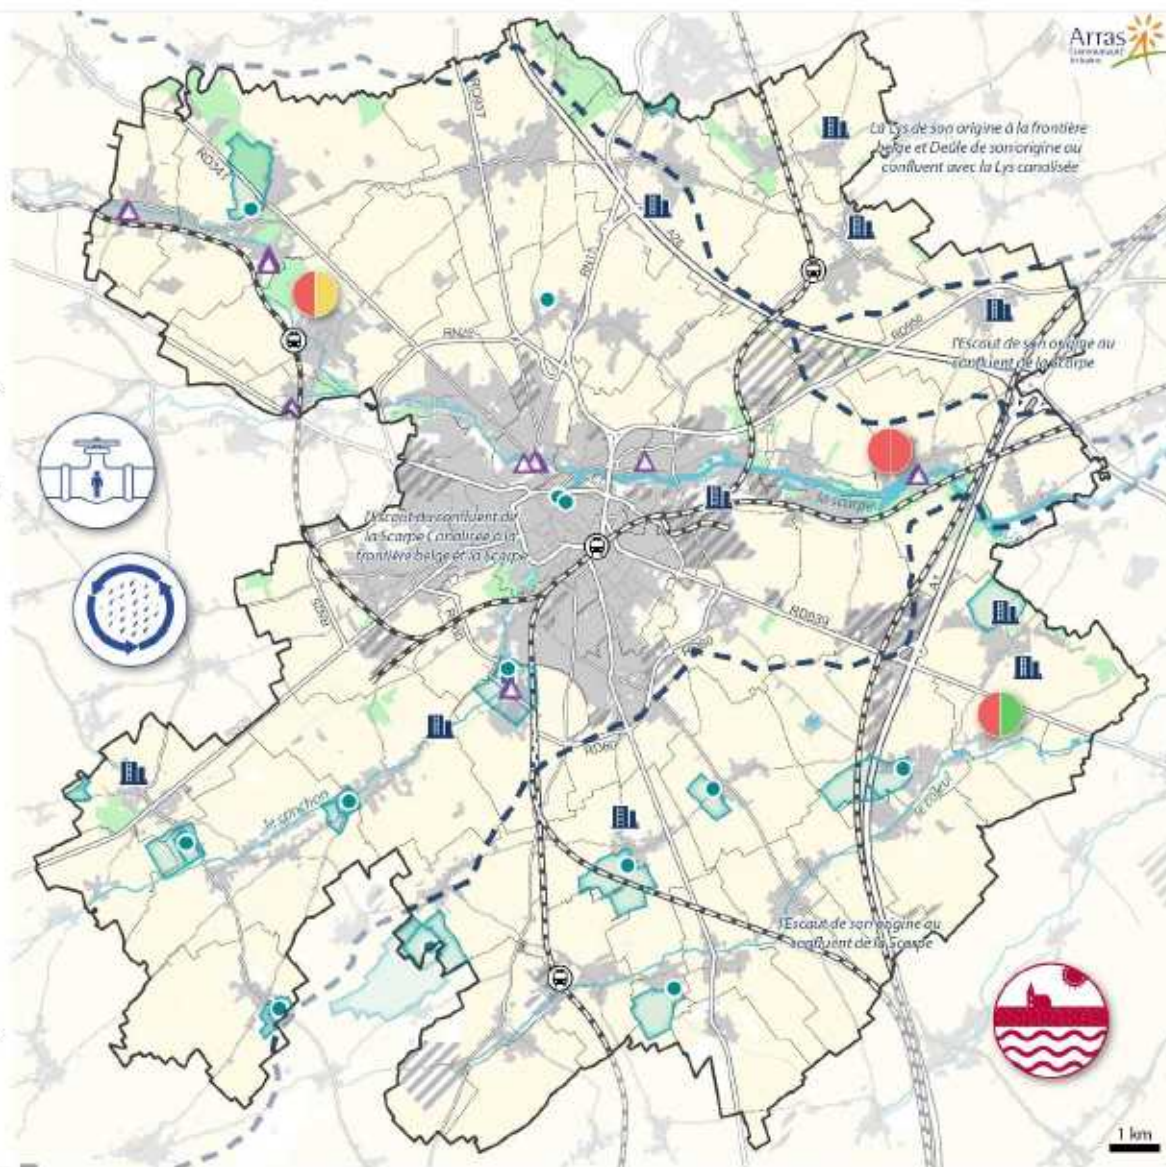 Arras
Communauté
Urbaine
La Lys de son origine à la frontière
belge et Deûle de son origine au
confluent avec la Lys canalisée
RD937
RD341
A26
RN17
RN25
RD950
l'Escaut de son origine au
confluent de la Scarpe
la scarpe
l'Escaut du confluent de
la Scarpe Canalisée à la
frontière belge et la Scarpe
A1
RD939
RD60
le crinchon
le cojeul
l'Escaut de son origine au
confluent de la Scarpe
1 km